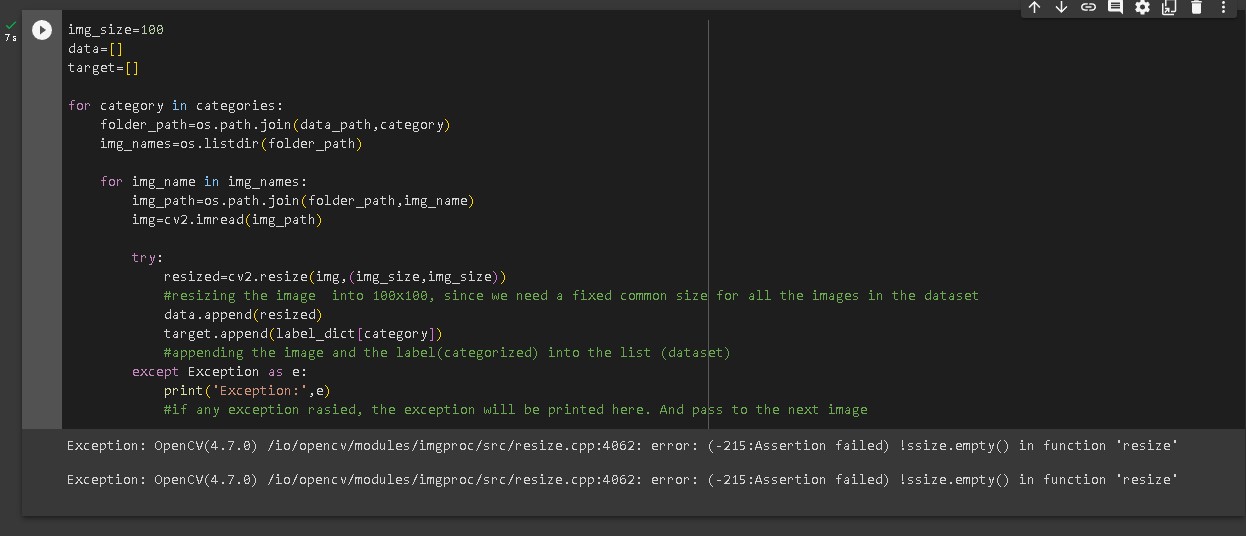 7s
img_size=100
data=[]
target=[]
for category in categories:
folder_path=os.path.join(data_path,category)
img_names=os.listdir(folder_path)
for img_name in img_names:
img_path=os.path.join(folder_path,img_name)
img=cv2.imread(img_path)
try:
resized=cv2.resize(img,(img_size,img_size))
#resizing the image  into 100x100, since we need a fixed common size for all the images in the dataset
data.append(resized)
target.append(label_dict[category])
#appending the image and the label(categorized) into the list (dataset)
except Exception as e:
print('Exception:',e)
#if any exception rasied, the exception will be printed here. And pass to the next image
Exception: OpenCV(4.7.0) /io/opencv/modules/imgproc/src/resize.cpp:4062: error: (-215:Assertion failed) !ssize.empty() in function 'resize'
Exception: OpenCV(4.7.0) /io/opencv/modules/imgproc/src/resize.cpp:4062: error: (-215:Assertion failed) !ssize.empty() in function 'resize'